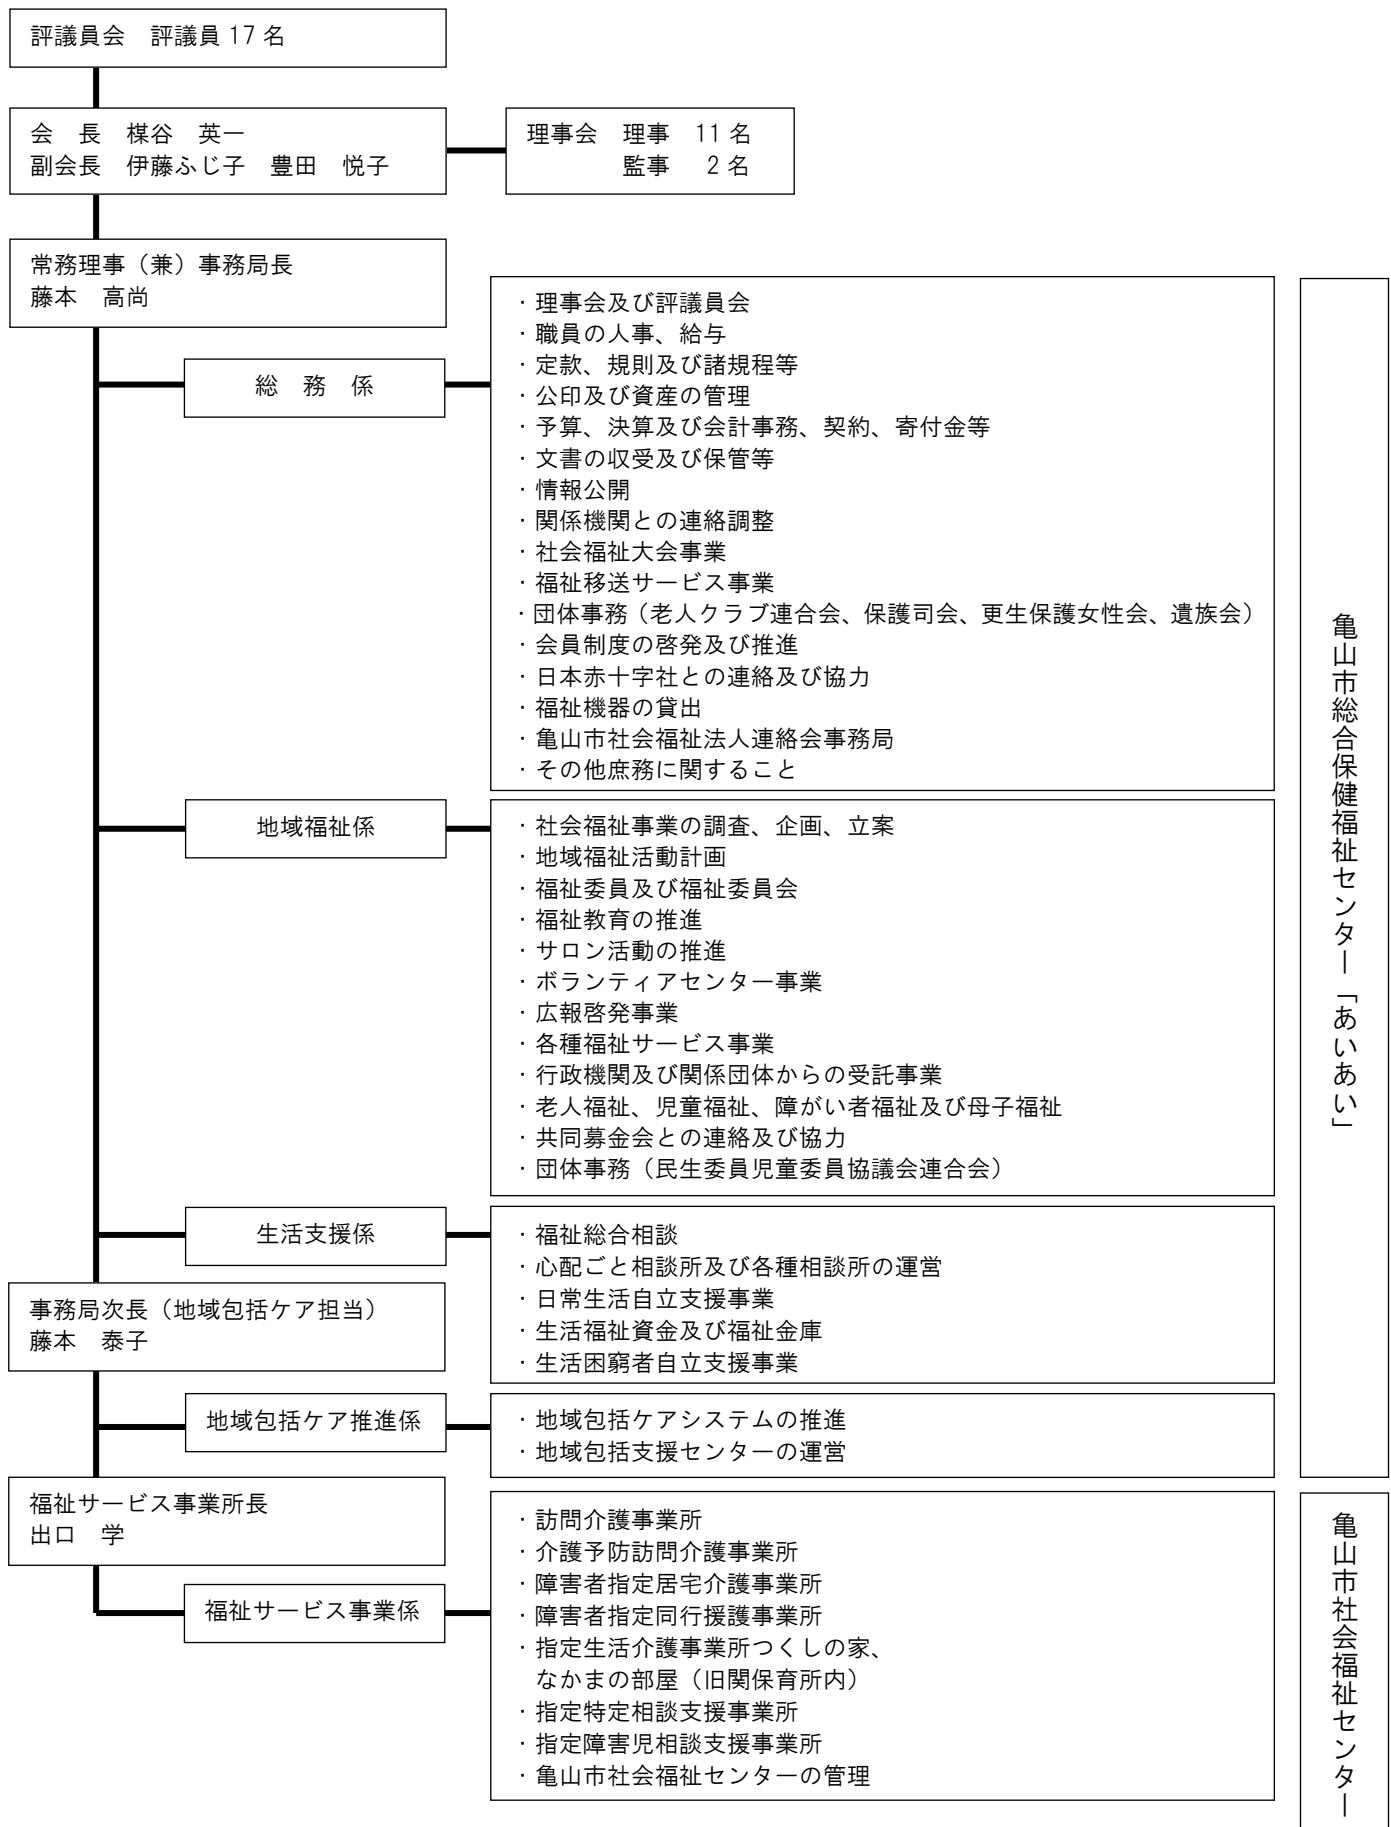 評議員会　評議員 17 名
会　長　楳谷　英一
副会長　伊藤ふじ子　豊田　悦子
理事会　理事　11 名
監事　2 名
常務理事（兼）事務局長
藤本　高尚
総　務　係
・理事会及び評議員会
・職員の人事、給与
・定款、規則及び諸規程等
・公印及び資産の管理
・予算、決算及び会計事務、契約、寄付金等
・文書の収受及び保管等
・情報公開
・関係機関との連絡調整
・社会福祉大会事業
・福祉移送サービス事業
・団体事務（老人クラブ連合会、保護司会、更生保護女性会、遺族会）
・会員制度の啓発及び推進
・日本赤十字社との連絡及び協力
・福祉機器の貸出
・亀山市社会福祉法人連絡会事務局
・その他庶務に関すること
地域福祉係
・社会福祉事業の調査、企画、立案
・地域福祉活動計画
・福祉委員及び福祉委員会
・福祉教育の推進
・サロン活動の推進
・ボランティアセンター事業
・広報啓発事業
・各種福祉サービス事業
・行政機関及び関係団体からの受託事業
・老人福祉、児童福祉、障がい者福祉及び母子福祉
・共同募金会との連絡及び協力
・団体事務（民生委員児童委員協議会連合会）
生活支援係
・福祉総合相談
・心配ごと相談所及び各種相談所の運営
・日常生活自立支援事業
・生活福祉資金及び福祉金庫
・生活困窮者自立支援事業
事務局次長（地域包括ケア担当）
藤本　泰子
地域包括ケア推進係
・地域包括ケアシステムの推進
・地域包括支援センターの運営
亀山市総合保健福祉センター「あいあい」
福祉サービス事業所長
出口　学
福祉サービス事業係
・訪問介護事業所
・介護予防訪問介護事業所
・障害者指定居宅介護事業所
・障害者指定同行援護事業所
・指定生活介護事業所つくしの家、
なかまの部屋（旧関保育所内）
・指定特定相談支援事業所
・指定障害児相談支援事業所
・亀山市社会福祉センターの管理
亀山市社会福祉センター